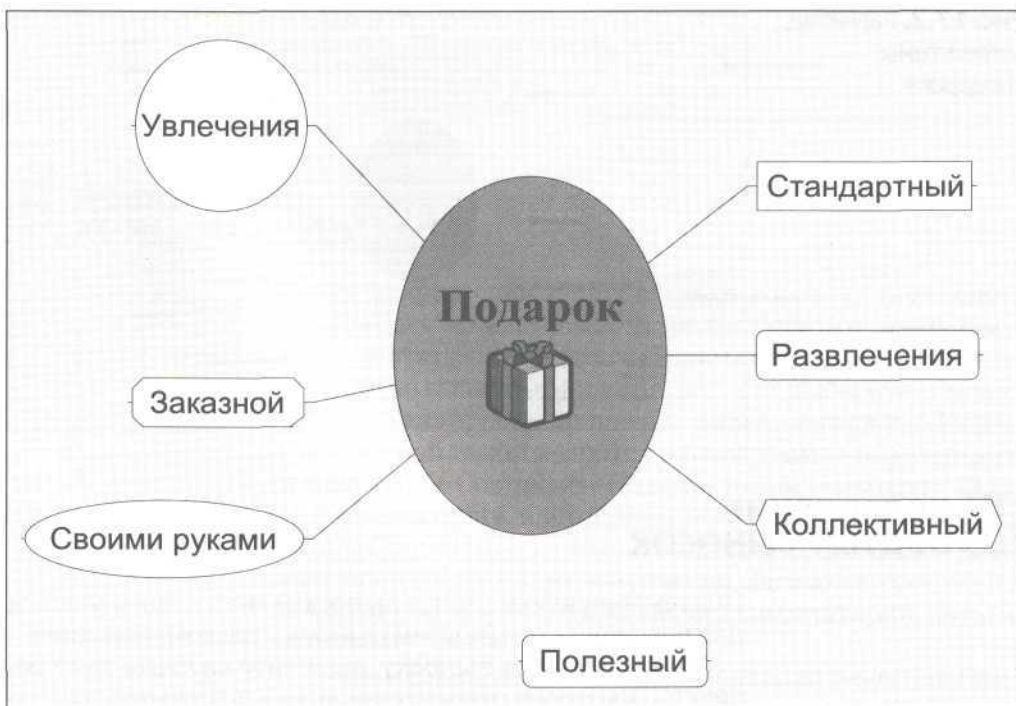 Увлечения
Стандартный
Подарок
Развлечения
Заказной
Своими руками
Коллективный
Полезный